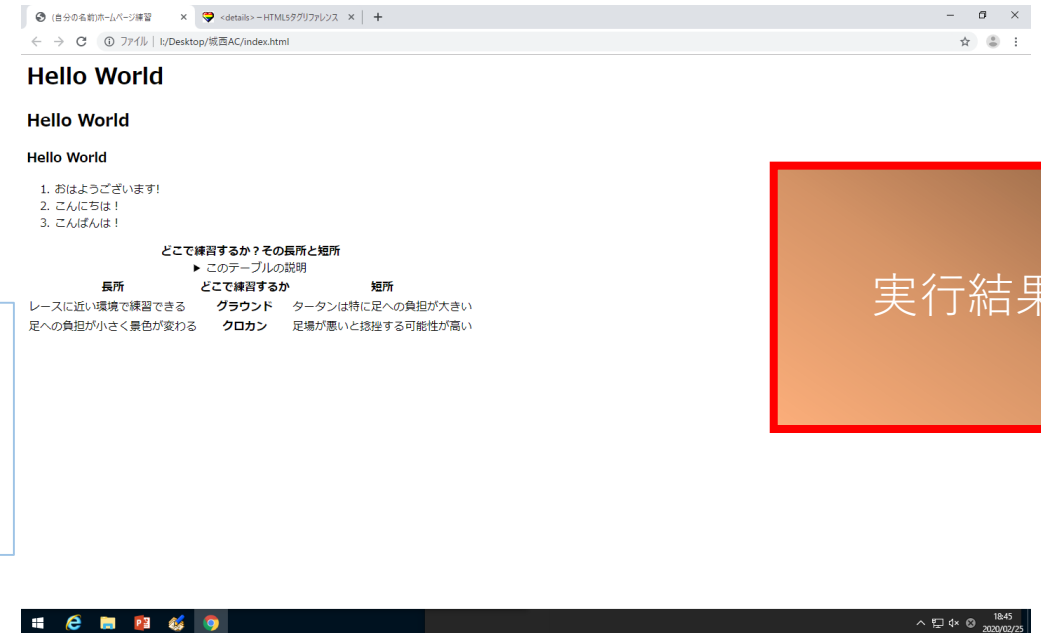 (自分の名前)ホームページ練習
<details> – HTML5タグリファレンス
ファイル | I:/Desktop/城西AC/index.html
Hello World
Hello World
Hello World
1. おはようございます!
2. こんにちは！
3. こんばんは！
どこで練習するか？その長所と短所
▶ このテーブルの説明
長所 どこで練習するか 短所
レースに近い環境で練習できる グラウンド タータンは特に足への負担が大きい
足への負担が小さく景色が変わる クロカン 足場が悪いと捻挫する可能性が高い
実行結果
18:45
2020/02/25